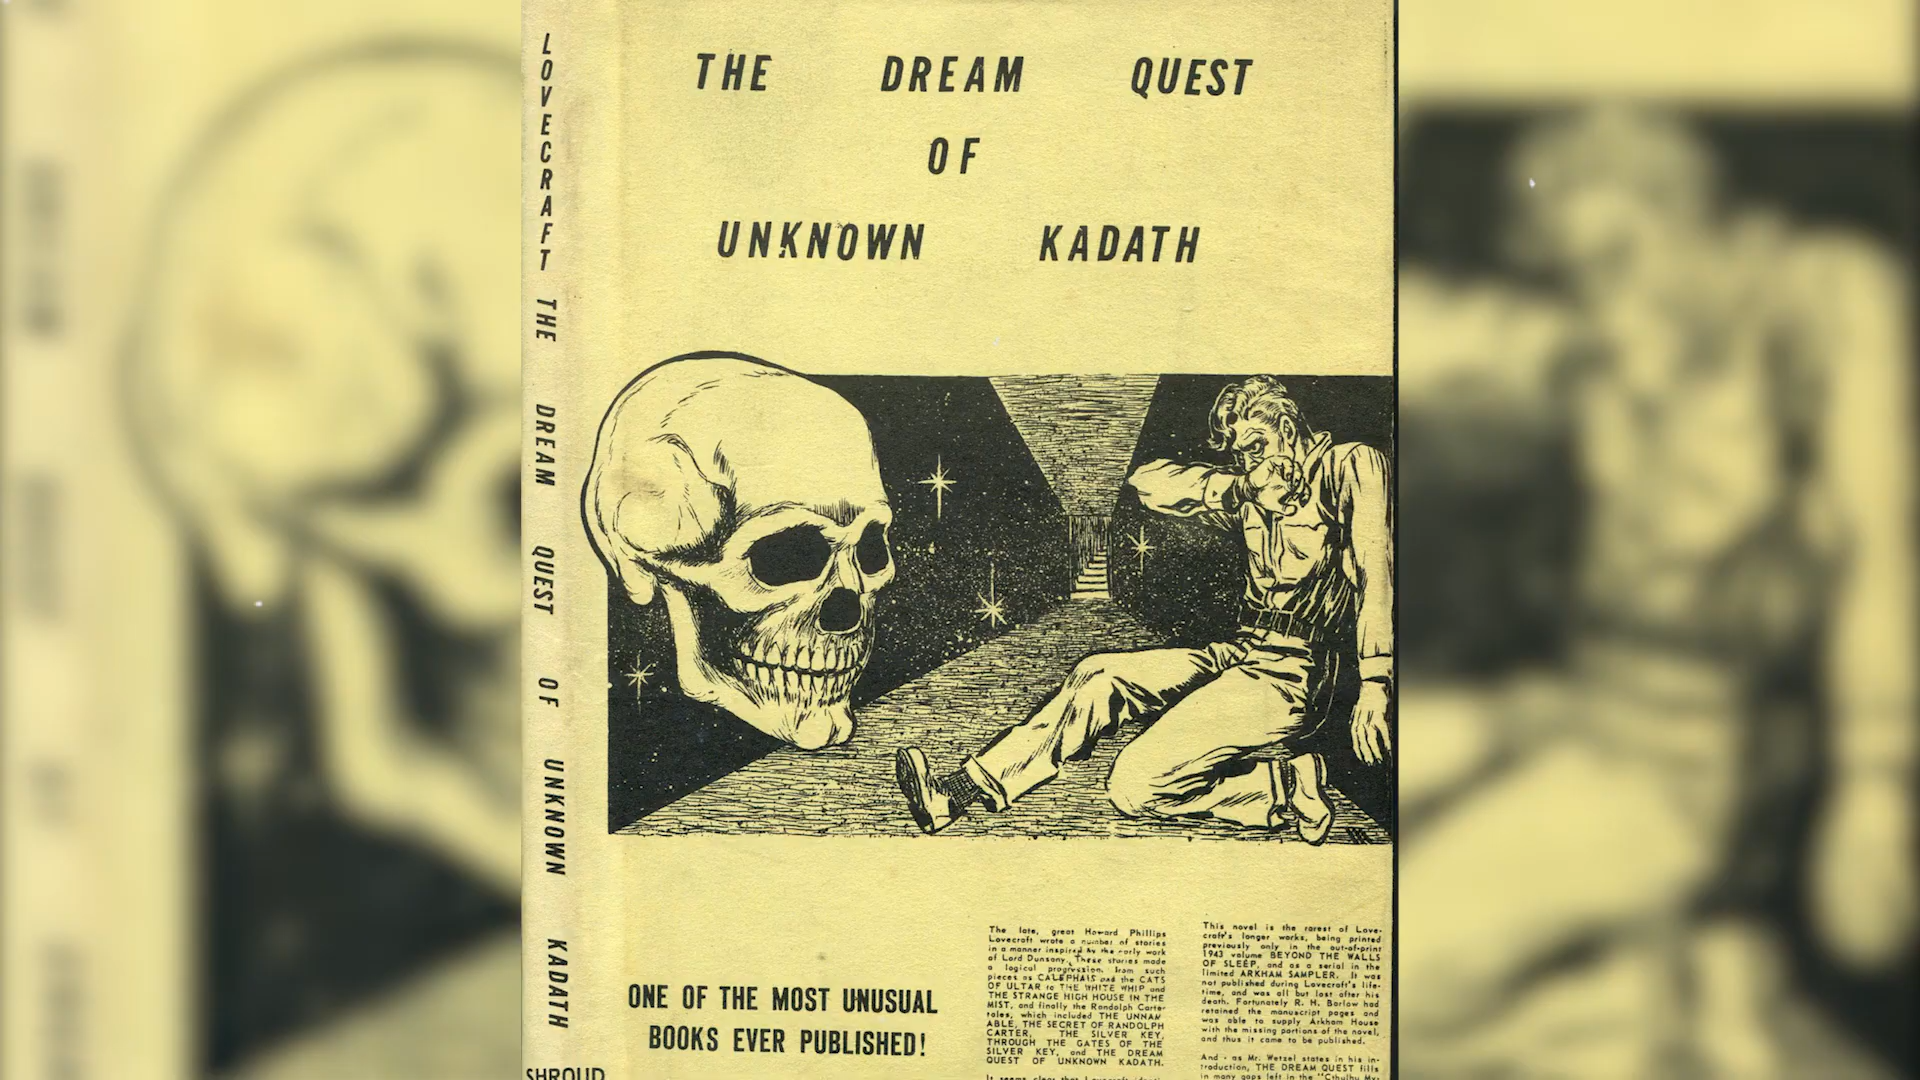 LOVECRAFT THE DREAM QUEST OF UNKNOWN KADATH
SHROUD
THE DREAM QUEST
OF
UNKNOWN KADATH
ONE OF THE MOST UNUSUAL
BOOKS EVER PUBLISHED!
The late, great Howard Phillips
Lovecraft wrote a number of stories
in a manner inspired by the early work
of Lord Dunsany. These stories made
a logical progression, from such
pieces as CALEPHAIS and the CATS
OF ULTAR to THE WHITE WHIP and
THE STRANGE HIGH HOUSE IN THE
MIST, and finally the Randolph Carter
tales, which included THE UNNAM
ABLE, THE SECRET OF RANDOLPH
CARTER, THE SILVER KEY,
THROUGH THE GATES OF THE
SILVER KEY, and THE DREAM
QUEST OF UNKNOWN KADATH.
It seems clear that Lovecraft
This novel is the rarest of Love-
craft's longer works, being printed
previously only in the out-of-print
1943 volume BEYOND THE WALLS
OF SLEEP, and as a serial in the
limited ARKHAM SAMPLER. It was
not published during Lovecraft's life-
time, and was all but lost after his
death. Fortunately R. H. Barlow had
retained the manuscript pages and
was able to supply Arkham House
with the missing portions of the novel,
and thus it came to be published.
And - as Mr. Wetzel states in his in-
troduction, THE DREAM QUEST fills
in many gaps left in the "Cthulhu My-